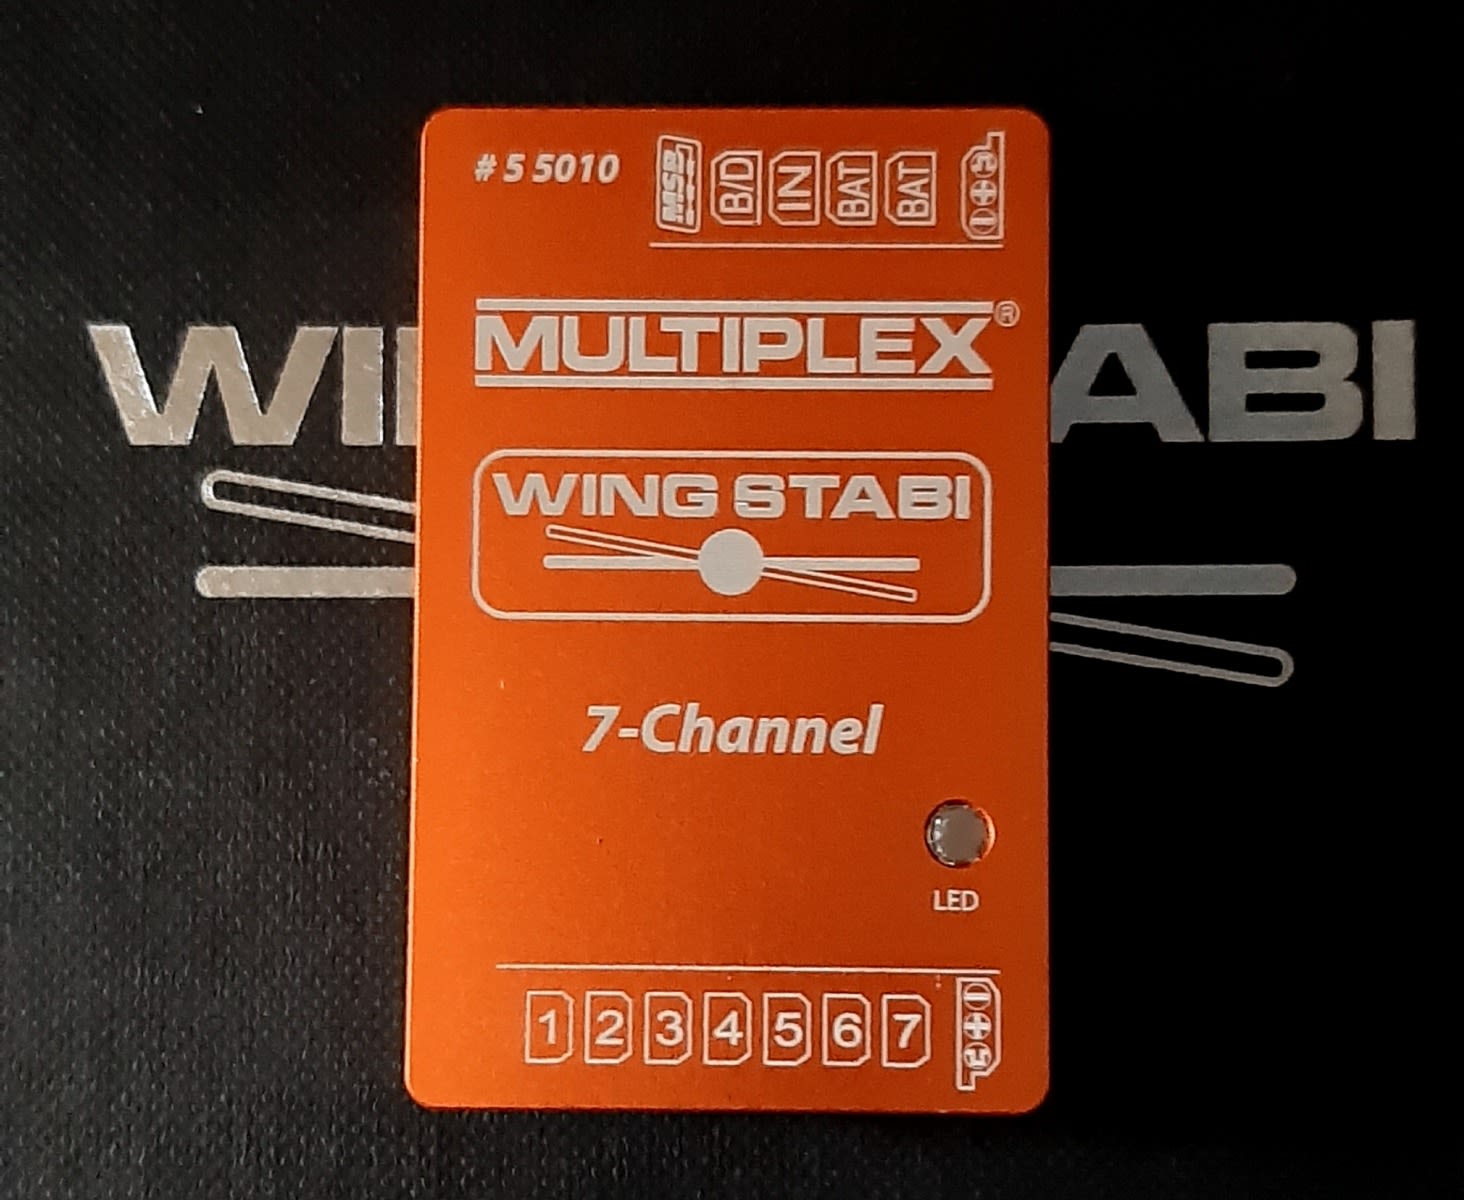 # 5 5010
MSB B/D IN BAT BAT
MULTIPLEX®
WI ABI
WING STABI
7-Channel
LED
1 2 3 4 5 6 7